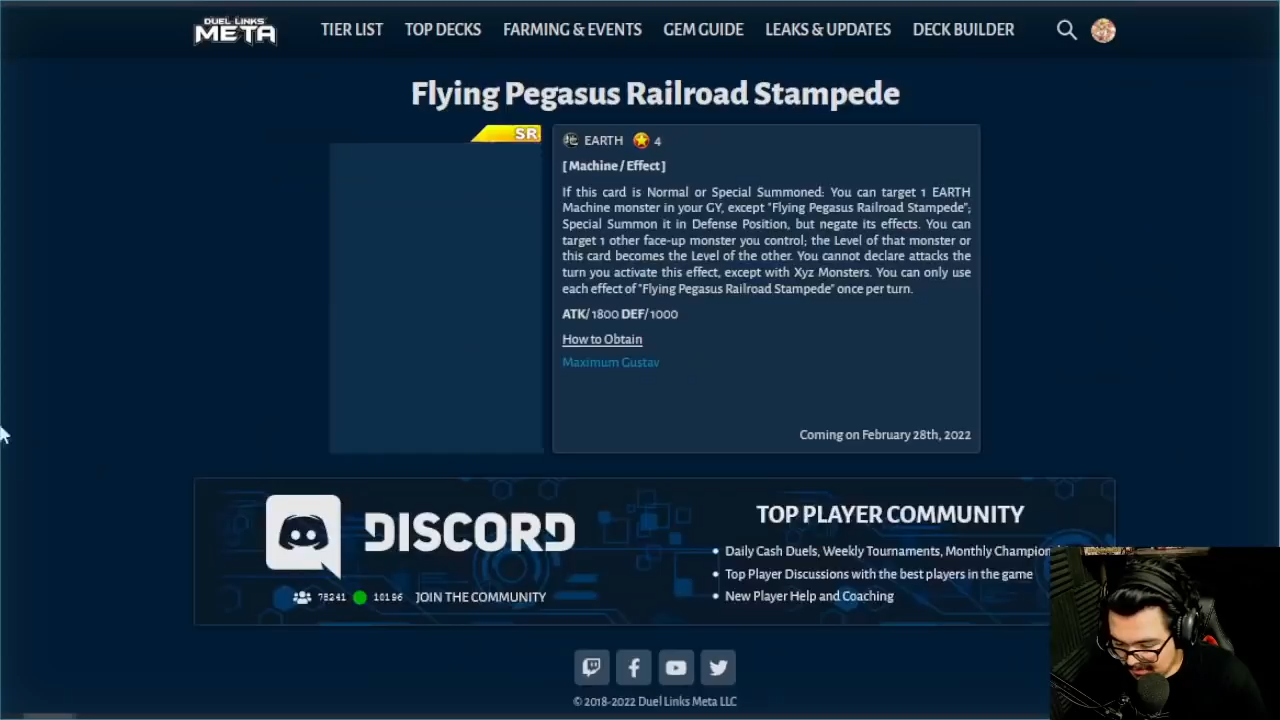 DUEL LINKS
META
TIER LIST
TOP DECKS
FARMING & EVENTS
GEM GUIDE
LEAKS & UPDATES
DECK BUILDER
Flying Pegasus Railroad Stampede
SR
EARTH 4
[ Machine / Effect ]
If this card is Normal or Special Summoned: You can target 1 EARTH
Machine monster in your GY, except "Flying Pegasus Railroad Stampede";
Special Summon it in Defense Position, but negate its effects. You can
target 1 other face-up monster you control; the Level of that monster or
this card becomes the Level of the other. You cannot declare attacks the
turn you activate this effect, except with Xyz Monsters. You can only use
each effect of "Flying Pegasus Railroad Stampede" once per turn.
ATK/ 1800 DEF/ 1000
How to Obtain
Maximum Gustav
Coming on February 28th, 2022
DISCORD
78241 10196 JOIN THE COMMUNITY
TOP PLAYER COMMUNITY
Daily Cash Duels, Weekly Tournaments, Monthly Champion
Top Player Discussions with the best players in the game
New Player Help and Coaching
© 2018-2022 Duel Links Meta LLC